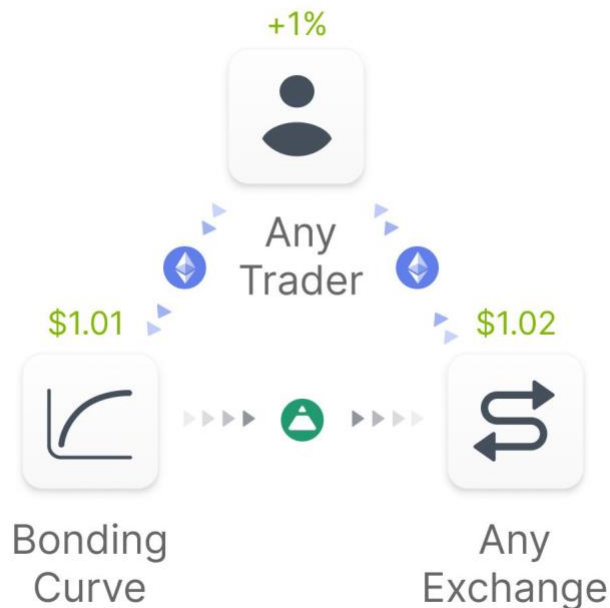 +1%
Any
Trader
$1.01
$1.02
Bonding
Curve
Any
Exchange